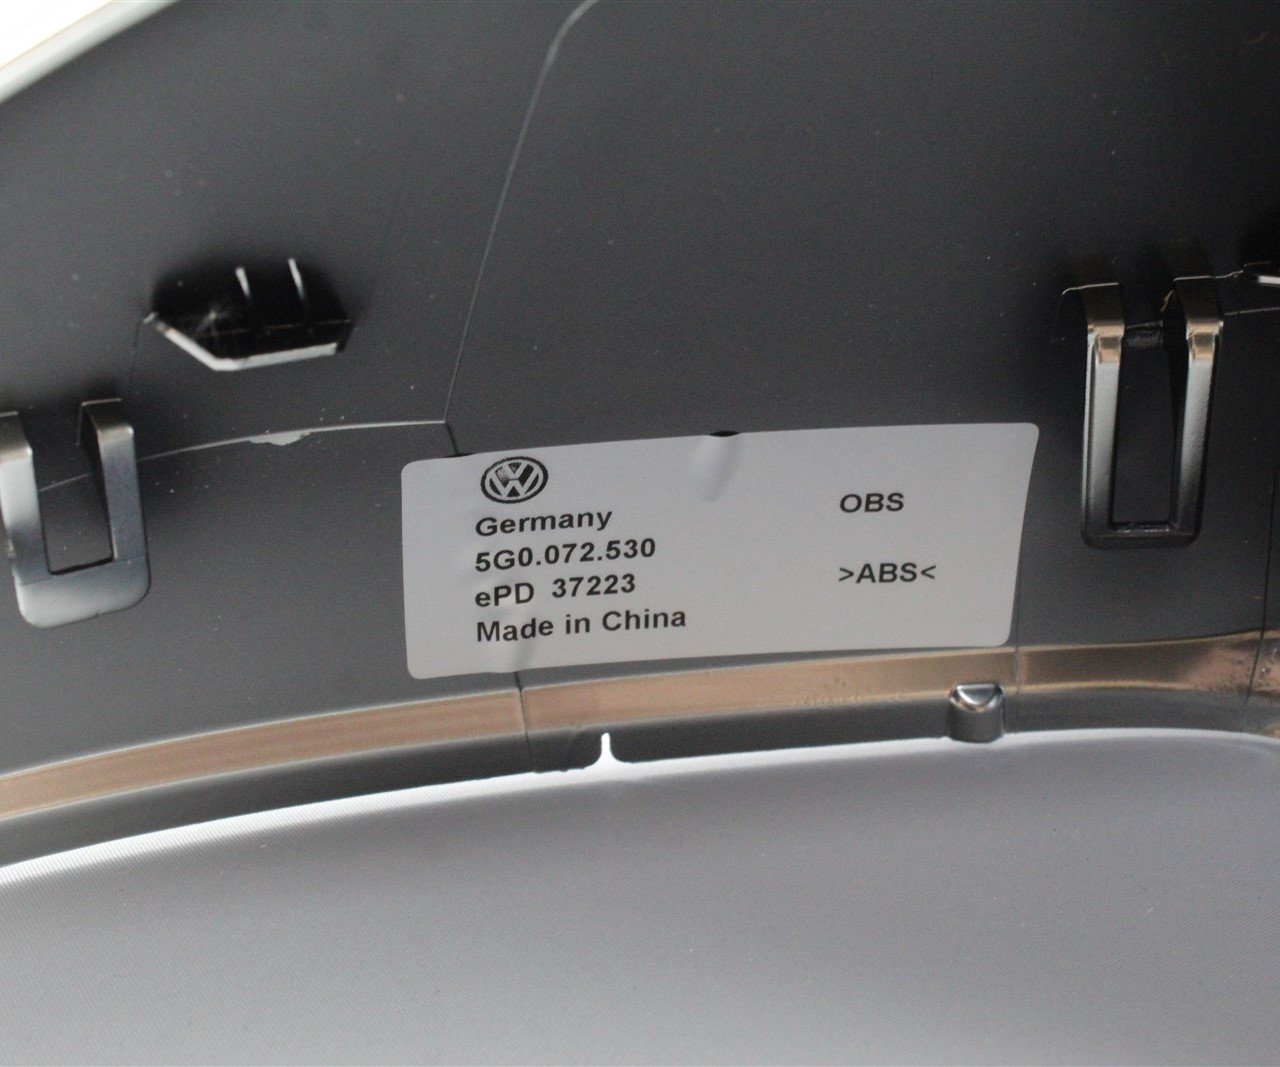 Germany
5G0.072.530
ePD 37223
Made in China
OBS
>ABS<